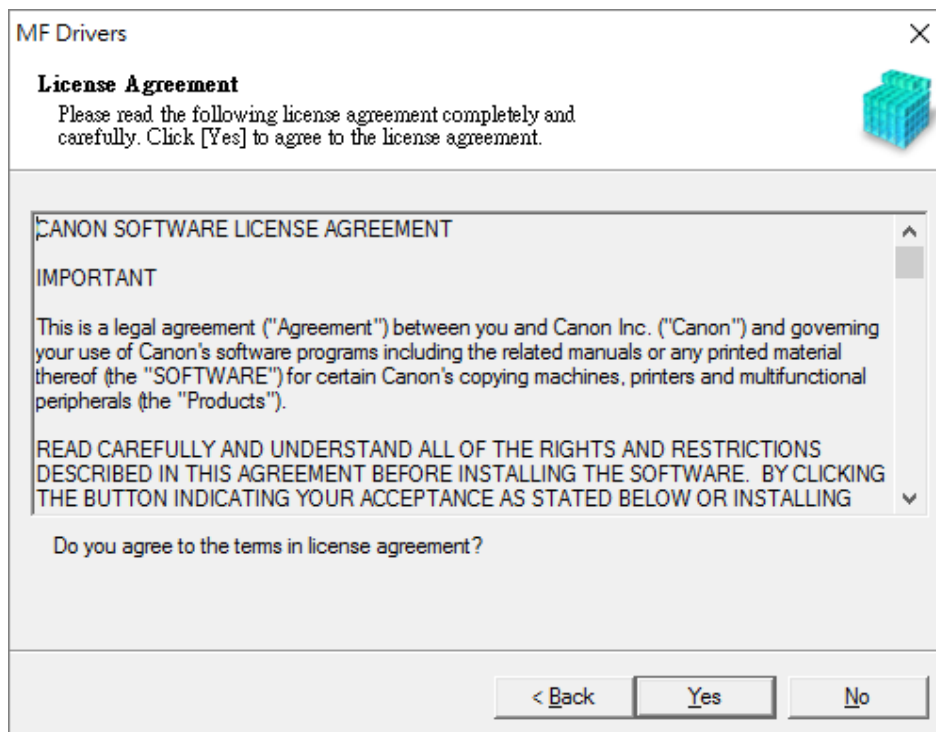 MF Drivers
License Agreement
Please read the following license agreement completely and
carefully. Click [Yes] to agree to the license agreement.
CANON SOFTWARE LICENSE AGREEMENT
IMPORTANT
This is a legal agreement ("Agreement") between you and Canon Inc. ("Canon") and governing
your use of Canon's software programs including the related manuals or any printed material
thereof (the "SOFTWARE") for certain Canon's copying machines, printers and multifunctional
peripherals (the "Products").
READ CAREFULLY AND UNDERSTAND ALL OF THE RIGHTS AND RESTRICTIONS
DESCRIBED IN THIS AGREEMENT BEFORE INSTALLING THE SOFTWARE.  BY CLICKING
THE BUTTON INDICATING YOUR ACCEPTANCE AS STATED BELOW OR INSTALLING
Do you agree to the terms in license agreement?
< Back
Yes
No